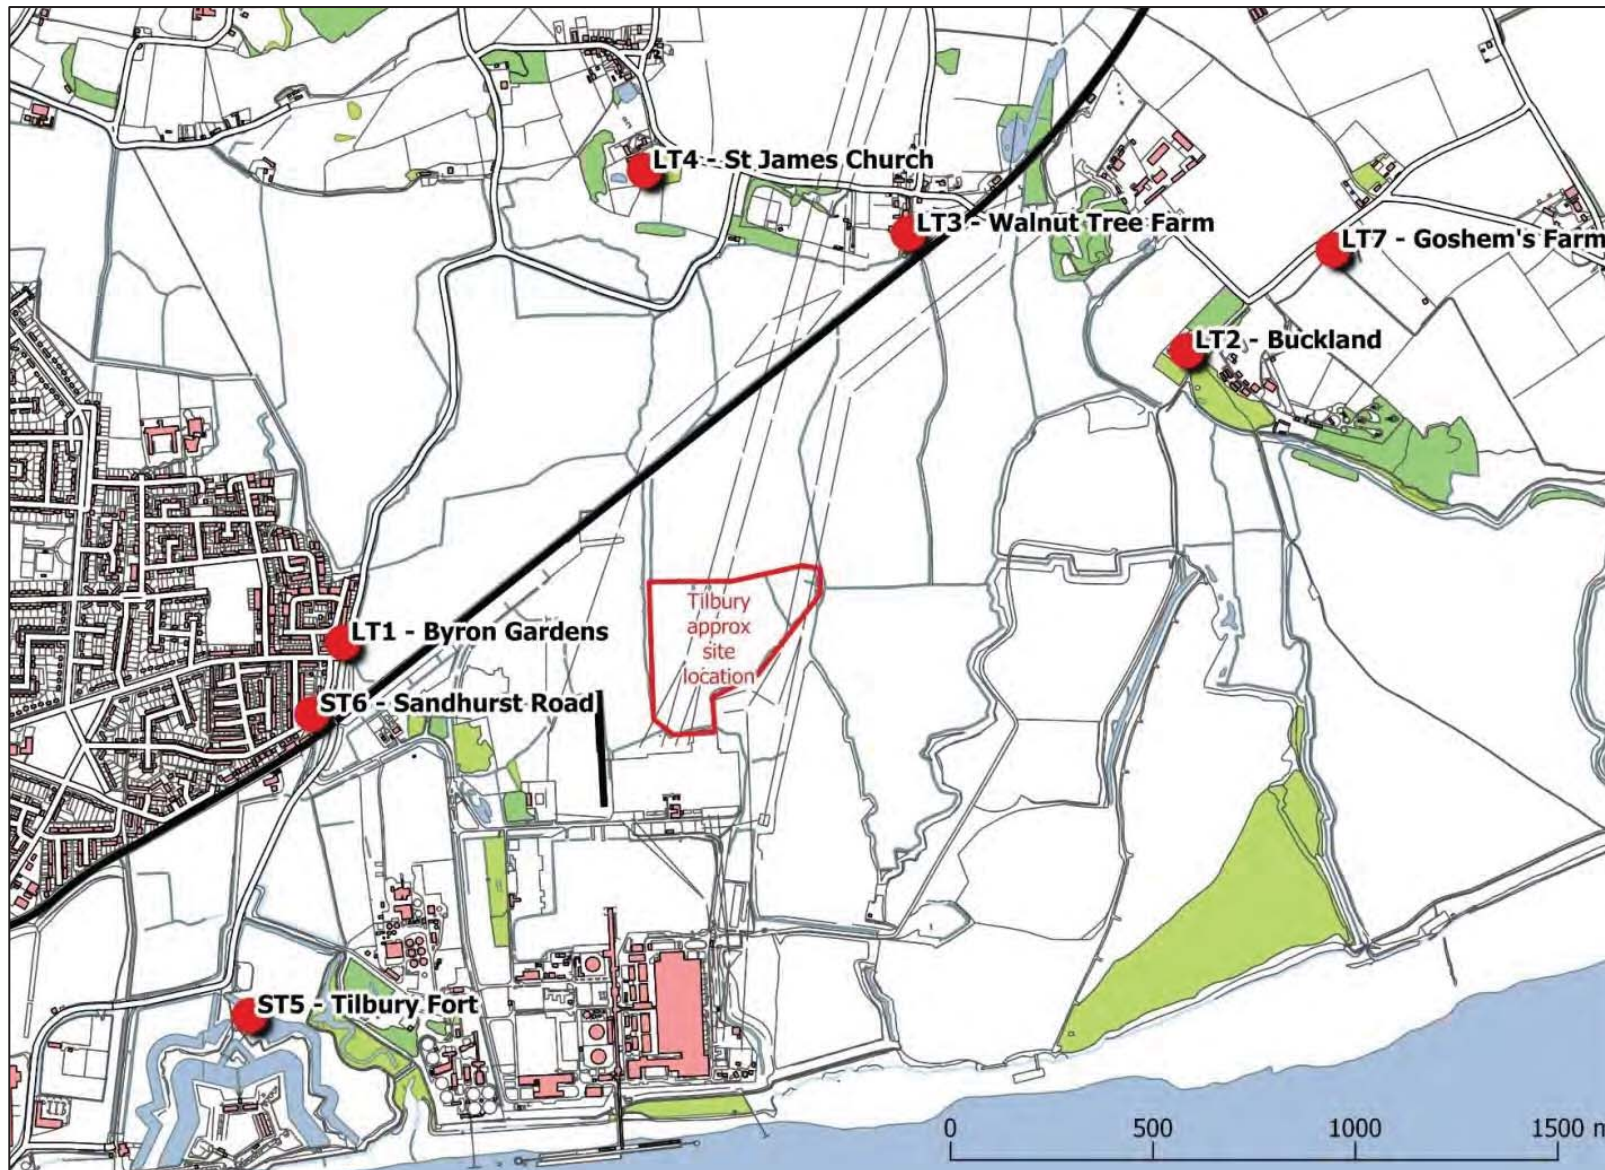 LT4 - St James Church
LT3 - Walnut Tree Farm
LT7 - Goshem's Farm
LT2 - Buckland
Tilbury
approx
site
location
LT1 - Byron Gardens
ST6 - Sandhurst Road
ST5 - Tilbury Fort
0 500 1000 1500 m